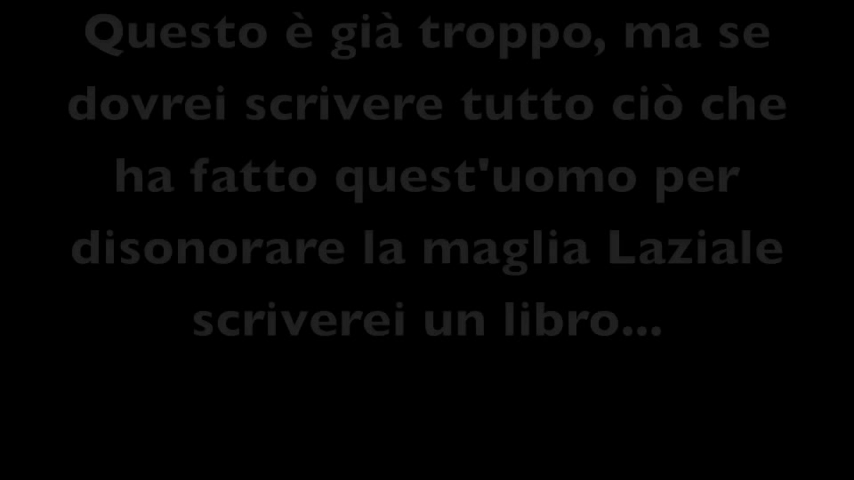 Questo è già troppo, ma se
dovrei scrivere tutto ciò che
ha fatto quest'uomo per
disonorare la maglia Laziale
scriverei un libro...